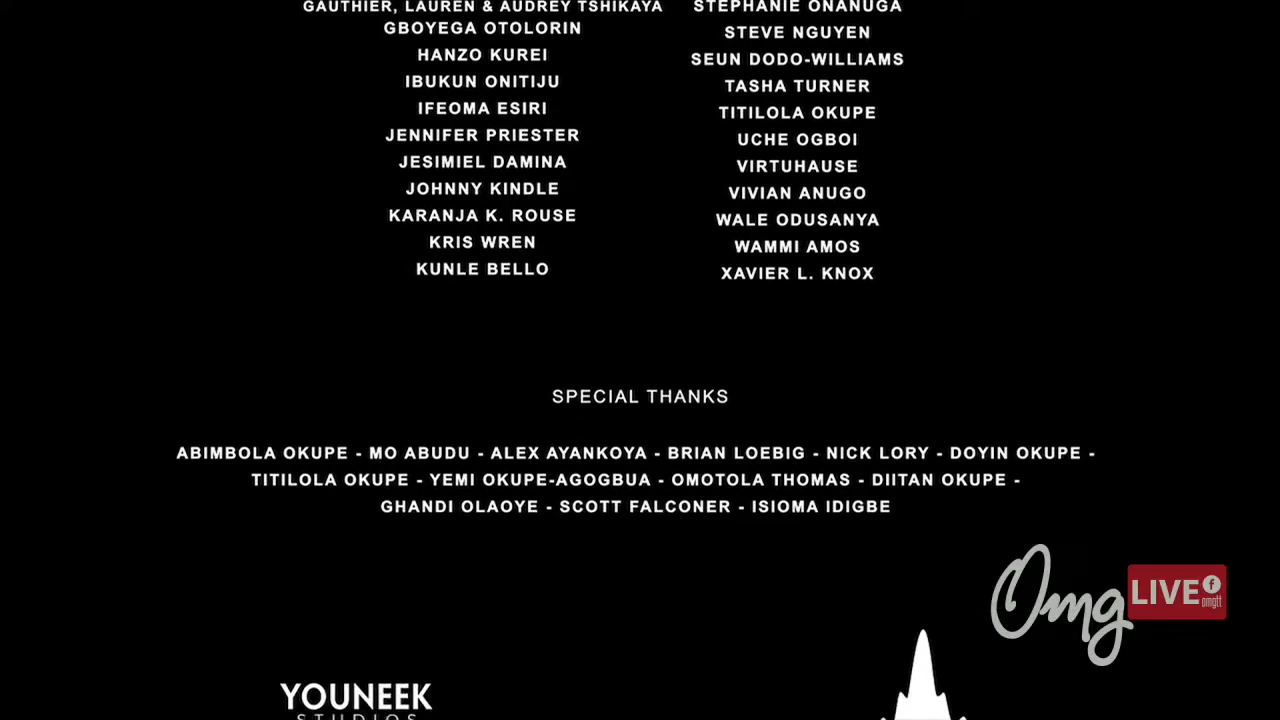 GAUTHIER, LAUREN & AUDREY TSHIKAYA
GBOYEGA OTOLORIN
HANZO KUREI
IBUKUN ONITIJU
IFEOMA ESIRI
JENNIFER PRIESTER
JESIMIEL DAMINA
JOHNNY KINDLE
KARANJA K. ROUSE
KRIS WREN
KUNLE BELLO
STEPHANIE ONANUGA
STEVE NGUYEN
SEUN DODO-WILLIAMS
TASHA TURNER
TITILOLA OKUPE
UCHE OGBOI
VIRTUHAUSE
VIVIAN ANUGO
WALE ODUSANYA
WAMMI AMOS
XAVIER L. KNOX
SPECIAL THANKS
ABIMBOLA OKUPE - MO ABUDU - ALEX AYANKOYA - BRIAN LOEBIG - NICK LORY - DOYIN OKUPE -
TITILOLA OKUPE - YEMI OKUPE-AGOGBUA - OMOTOLA THOMAS - DIITAN OKUPE -
GHANDI OLAOYE - SCOTT FALCONER - ISIOMA IDIGBE
Omg LIVE f
omgtt
YOUNEEK
STUDIOS